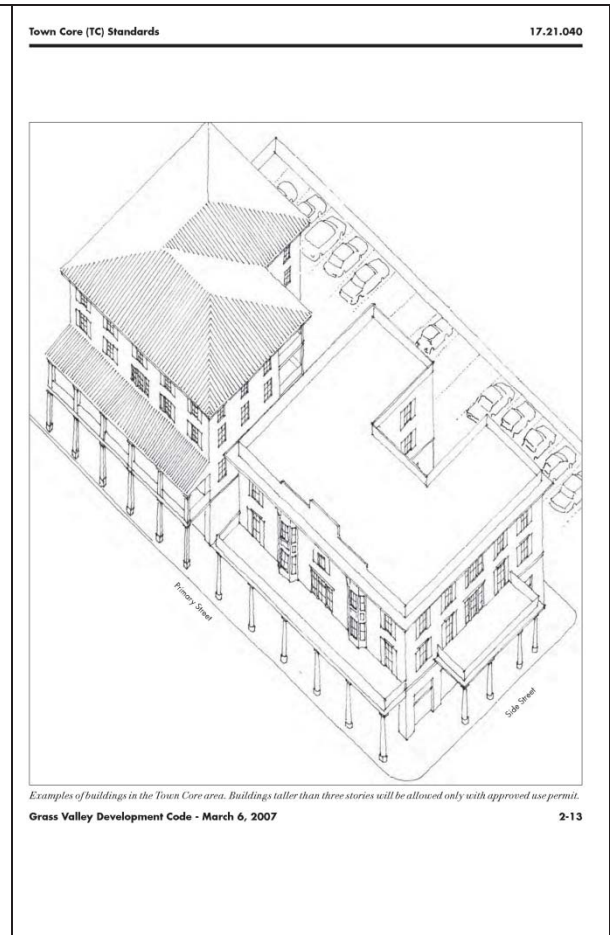 Town Core (TC) Standards 17.21.040
Primary Street
Side Street
Examples of buildings in the Town Core area. Buildings taller than three stories will be allowed only with approved use permit.
Grass Valley Development Code - March 6, 2007 2-13